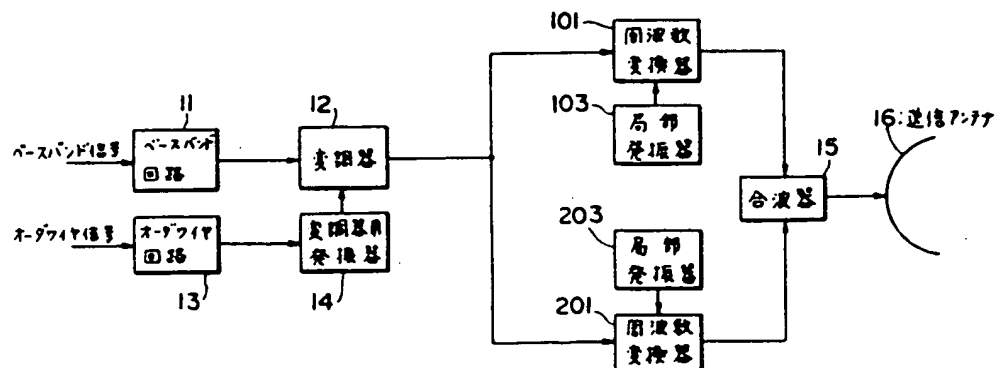 101
周波数
変換器
103
局部
発振器
11
12
ベースバンド信号
ベースバンド
回路
変調器
16:送信アンテナ
15
合波器
オーダワイヤ信号
オーダワイヤ
回路
変調器用
発振器
13
14
203
局部
発振器
201
周波数
変換器